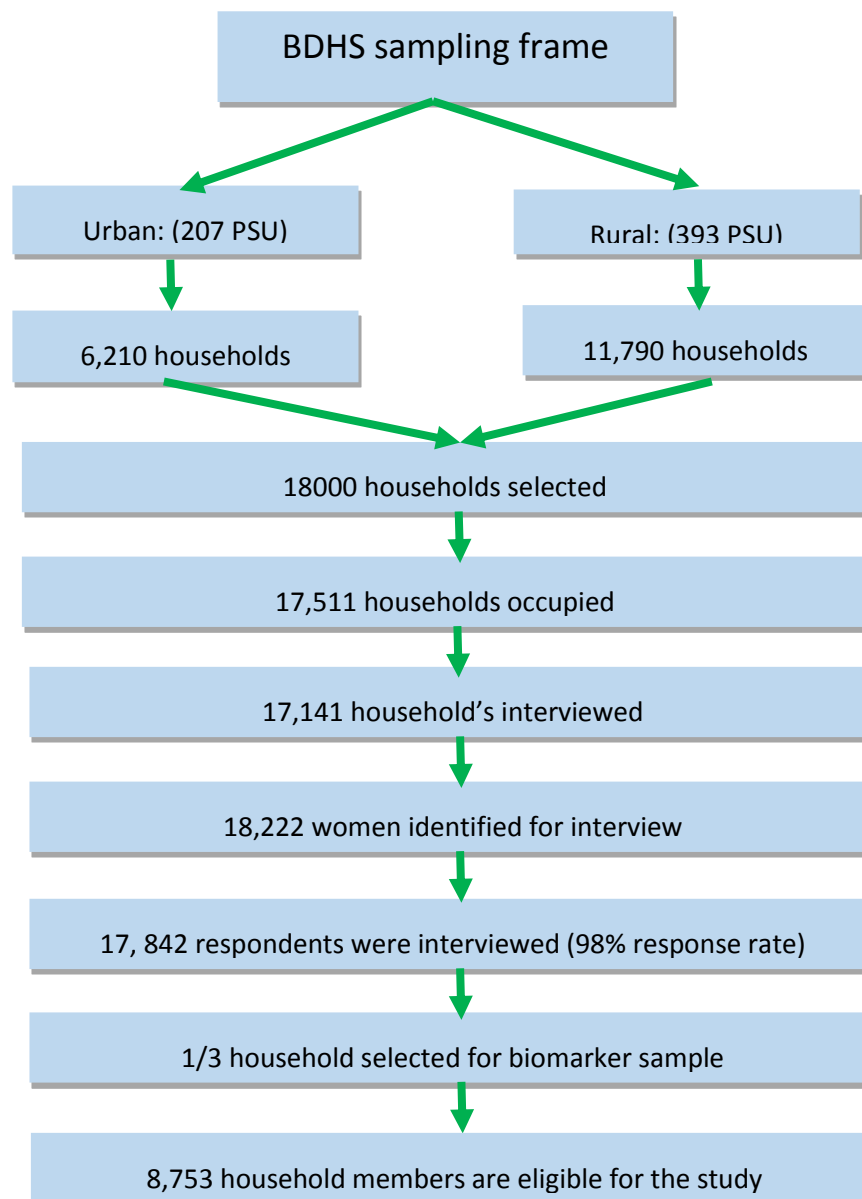 BDHS sampling frame
Urban: (207 PSU)
Rural: (393 PSU)
6,210 households
11,790 households
18000 households selected
17,511 households occupied
17,141 household’s interviewed
18,222 women identified for interview
17, 842 respondents were interviewed (98% response rate)
1/3 household selected for biomarker sample
8,753 household members are eligible for the study